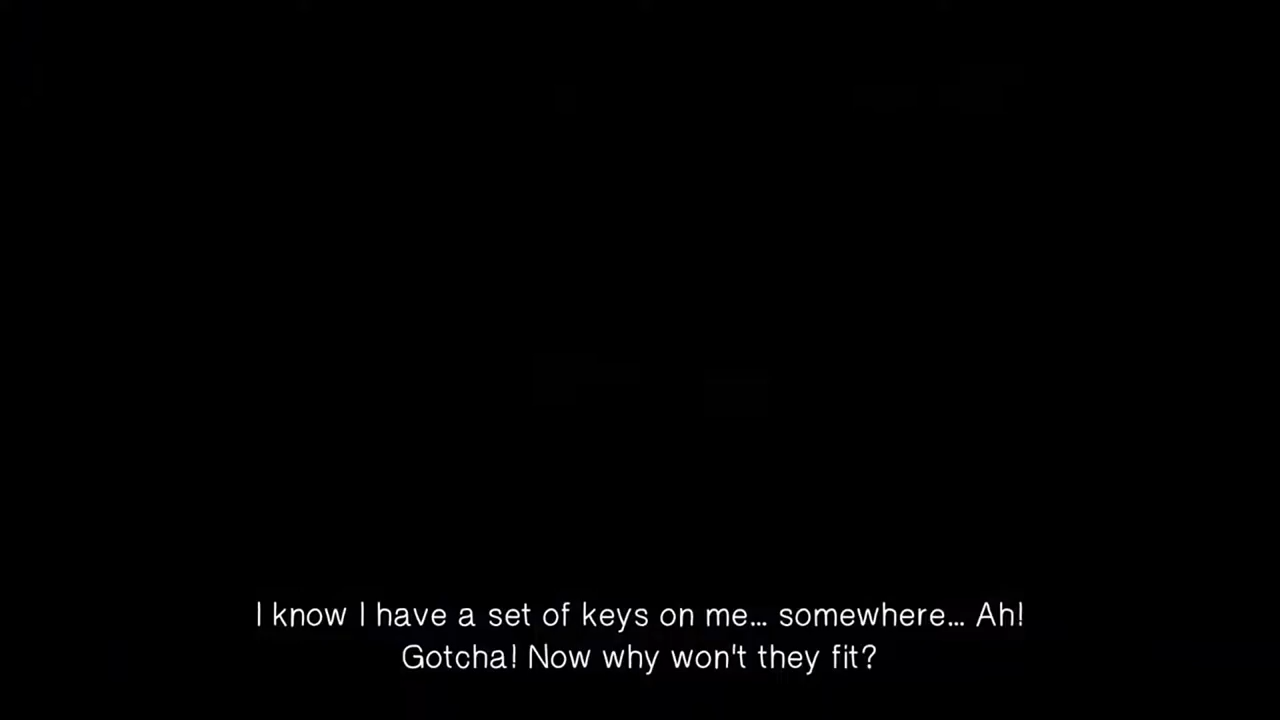 I know I have a set of keys on me... somewhere... Ah!
Gotcha! Now why won't they fit?